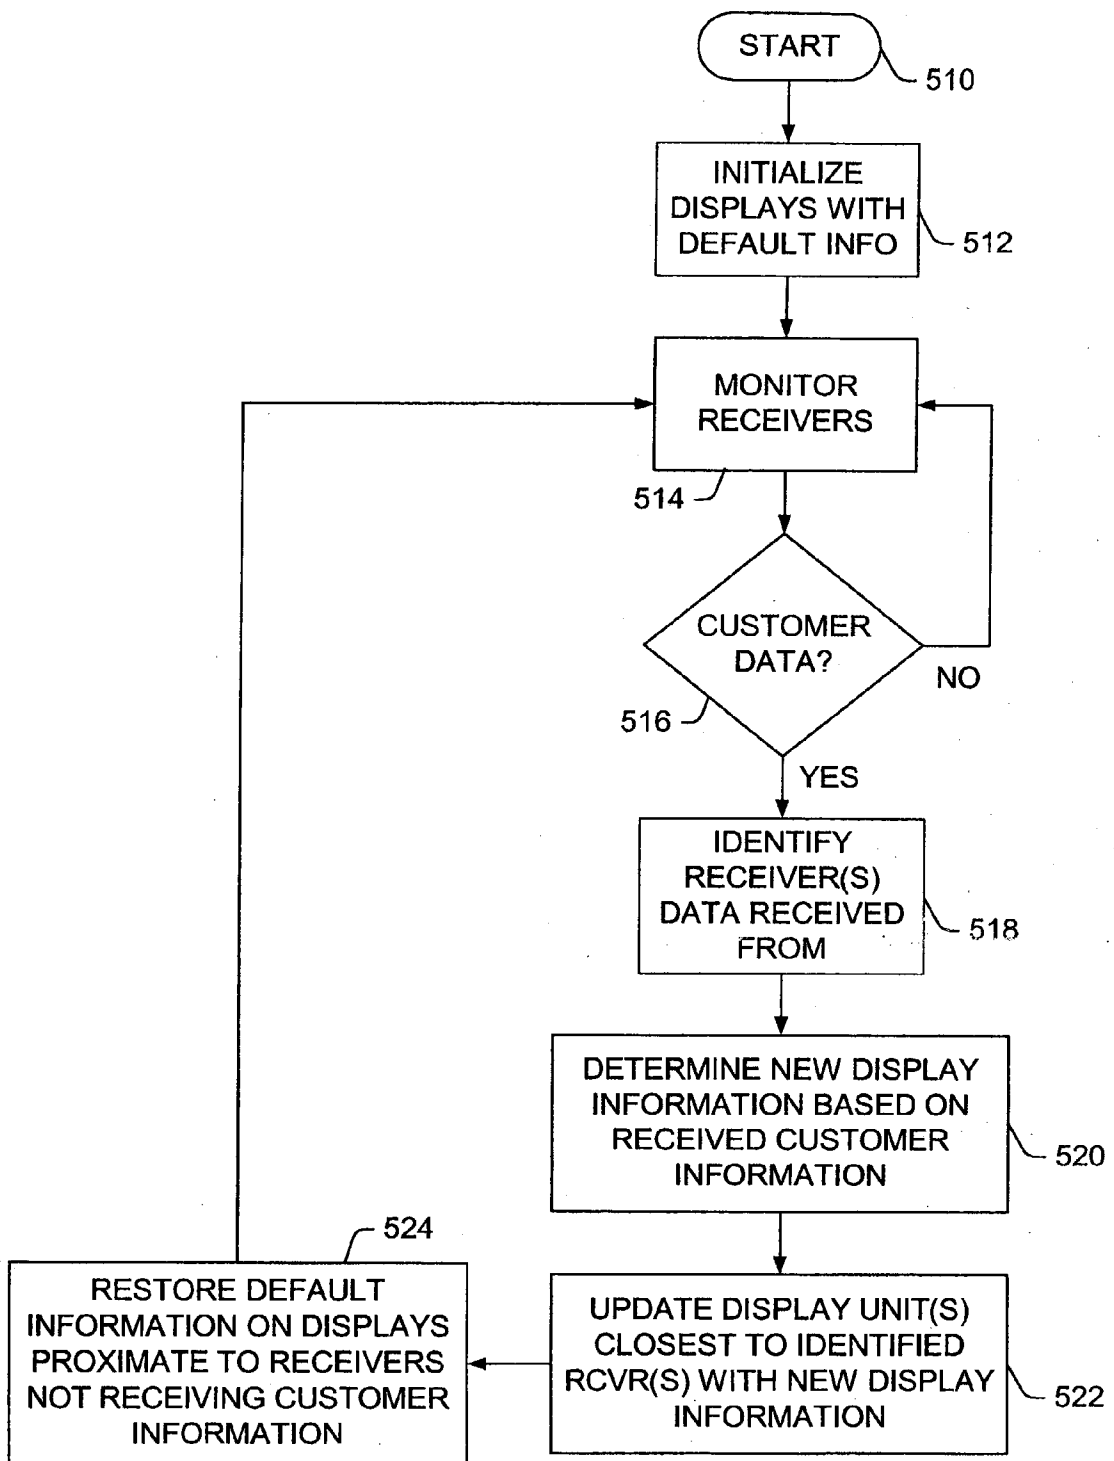 START
510
INITIALIZE
DISPLAYS WITH
DEFAULT INFO
512
MONITOR
RECEIVERS
514
CUSTOMER
DATA?
NO
516
YES
IDENTIFY
RECEIVER(S)
DATA RECEIVED
FROM
518
DETERMINE NEW DISPLAY
INFORMATION BASED ON
RECEIVED CUSTOMER
INFORMATION
520
UPDATE DISPLAY UNIT(S)
CLOSEST TO IDENTIFIED
RCVR(S) WITH NEW DISPLAY
INFORMATION
522
524
RESTORE DEFAULT
INFORMATION ON DISPLAYS
PROXIMATE TO RECEIVERS
NOT RECEIVING CUSTOMER
INFORMATION